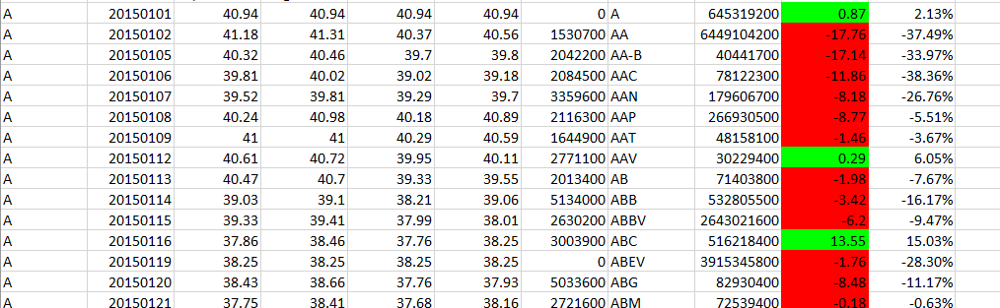 A 20150101 40.94 40.94 40.94 40.94 0 A 645319200 0.87 2.13%
A 20150102 41.18 41.31 40.37 40.56 1530700 AA 6449104200 -17.76 -37.49%
A 20150105 40.32 40.46 39.7 39.8 2042200 AA-B 40441700 -17.14 -33.97%
A 20150106 39.81 40.02 39.02 39.18 2084500 AAC 78122300 -11.86 -38.36%
A 20150107 39.52 39.81 39.29 39.7 3359600 AAN 179606700 -8.18 -26.76%
A 20150108 40.24 40.98 40.18 40.89 2116300 AAP 266930500 -8.77 -5.51%
A 20150109 41 41 40.29 40.59 1644900 AAT 48158100 -1.46 -3.67%
A 20150112 40.61 40.72 39.95 40.11 2771100 AAV 30229400 0.29 6.05%
A 20150113 40.47 40.7 39.33 39.55 2013400 AB 71403800 -1.98 -7.67%
A 20150114 39.03 39.1 38.21 39.06 5134000 ABB 532805500 -3.42 -16.17%
A 20150115 39.33 39.41 37.99 38.01 2630200 ABBV 2643021600 -6.2 -9.47%
A 20150116 37.86 38.46 37.76 38.25 3003900 ABC 516218400 13.55 15.03%
A 20150119 38.25 38.25 38.25 38.25 0 ABEV 3915345800 -1.76 -28.30%
A 20150120 38.43 38.66 37.76 37.93 5033600 ABG 82930400 -8.48 -11.17%
A 20150121 37.75 38.41 37.68 38.16 2721600 ABM 72539400 -0.18 -0.63%